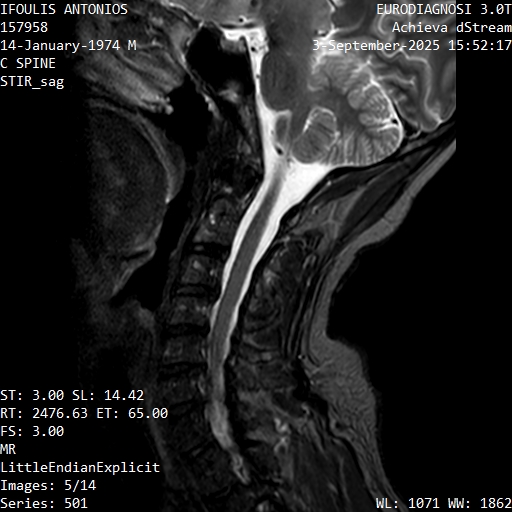 IFOULIS ANTONIOS
157958
14-January-1974 M
C SPINE
STIR_sag
EURODIAGNOSI 3.0T
Achieva dStream
3-September-2025 15:52:17
ST: 3.00 SL: 14.42
RT: 2476.63 ET: 65.00
FS: 3.00
MR
LittleEndianExplicit
Images: 5/14
Series: 501
WL: 1071 WW: 1862